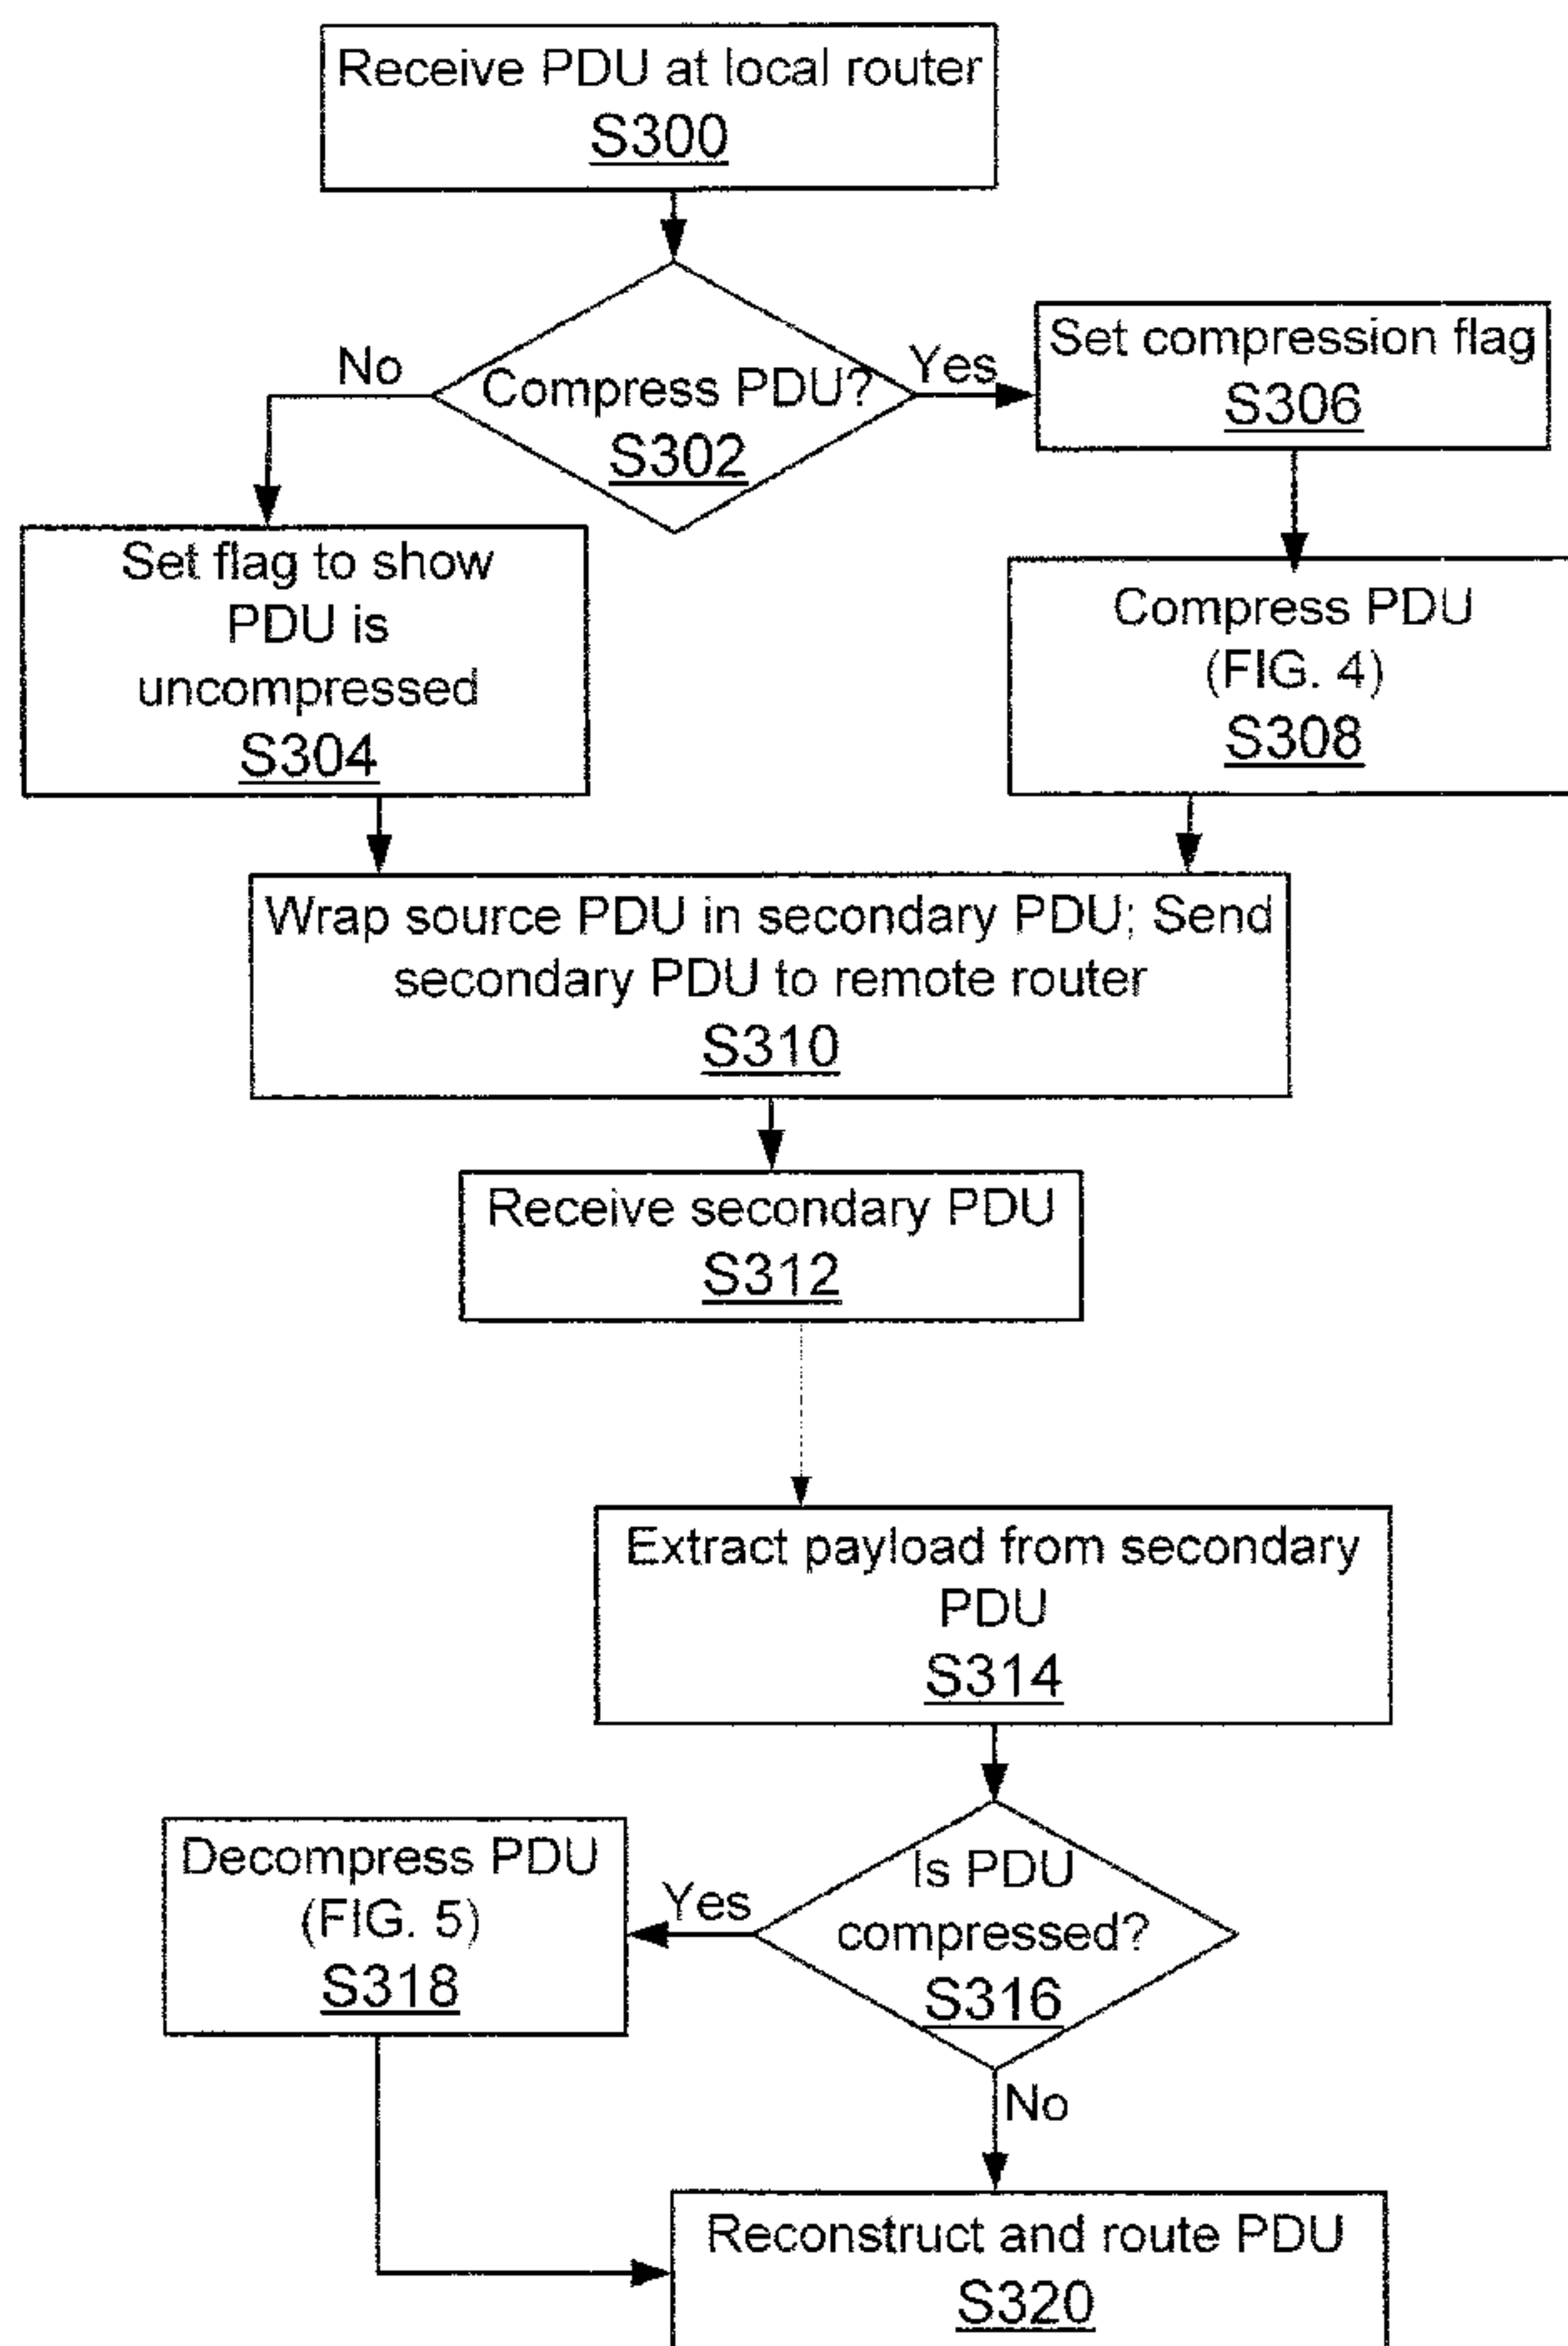 Receive PDU at local router
S300
Compress PDU?
S302
No
Yes
Set compression flag
S306
Set flag to show
PDU is
uncompressed
S304
Compress PDU
(FIG. 4)
S308
Wrap source PDU in secondary PDU; Send
secondary PDU to remote router
S310
Receive secondary PDU
S312
Extract payload from secondary
PDU
S314
Is PDU
compressed?
S316
Yes
Decompress PDU
(FIG. 5)
S318
No
Reconstruct and route PDU
S320